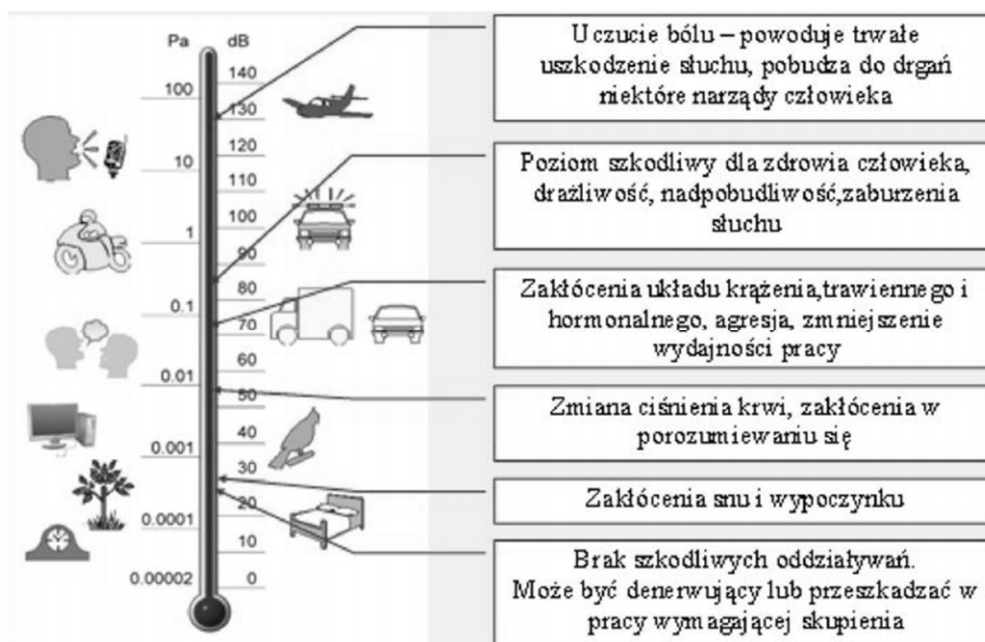 Pa
dB
140
100
130
120
10
110
100
1
90
80
0.1
70
60
0.01
50
40
0.001
30
20
0.0001
10
0.00002
0
Uczucie bólu – powoduje trwałe
uszkodzenie słuchu, pobudza do drgań
niektóre narządy człowieka
Poziom szkodliwy dla zdrowia człowieka,
drażliwość, nadpobudliwość,zaburzenia
słuchu
Zakłócenia układu krążenia,trawiennego i
hormonalnego, agresja, zmniejszenie
wydajności pracy
Zmiana ciśnienia krwi, zakłócenia w
porozumiewaniu się
Zakłócenia snu i wypoczynku
Brak szkodliwych oddziaływań.
Może być denerwujący lub przeszkadzać w
pracy wymagającej skupienia